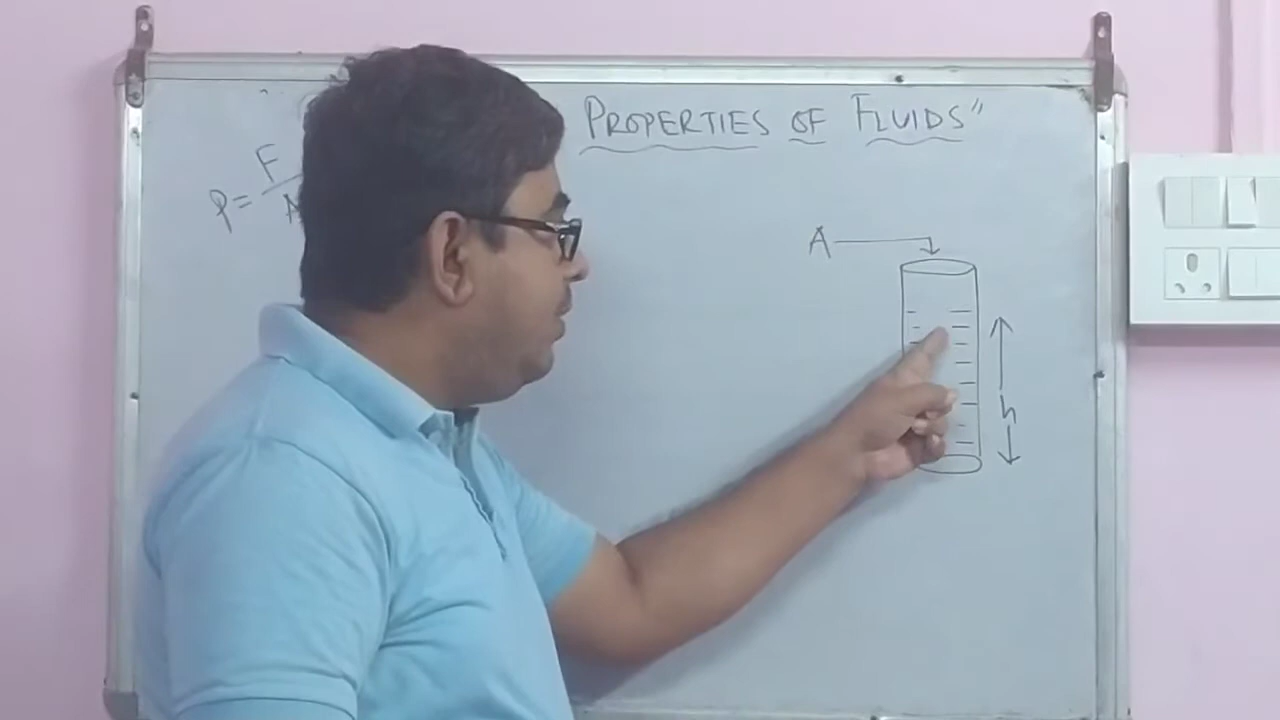 PROPERTIES OF FLUIDS"
P = F
A
A
h